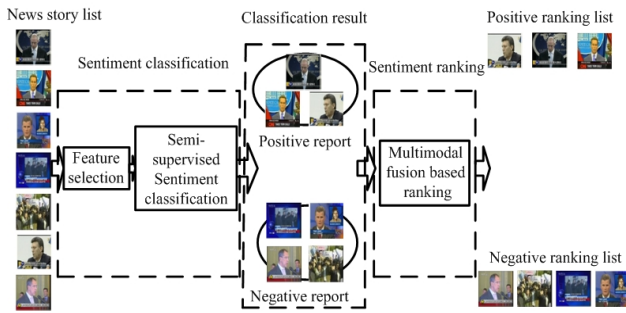 News story list
Classification result
Positive ranking list
Sentiment classification
Sentiment ranking
Feature
selection
Semi-
supervised
Sentiment
classification
Positive report
Multimodal
fusion based
ranking
Negative report
Negative ranking list